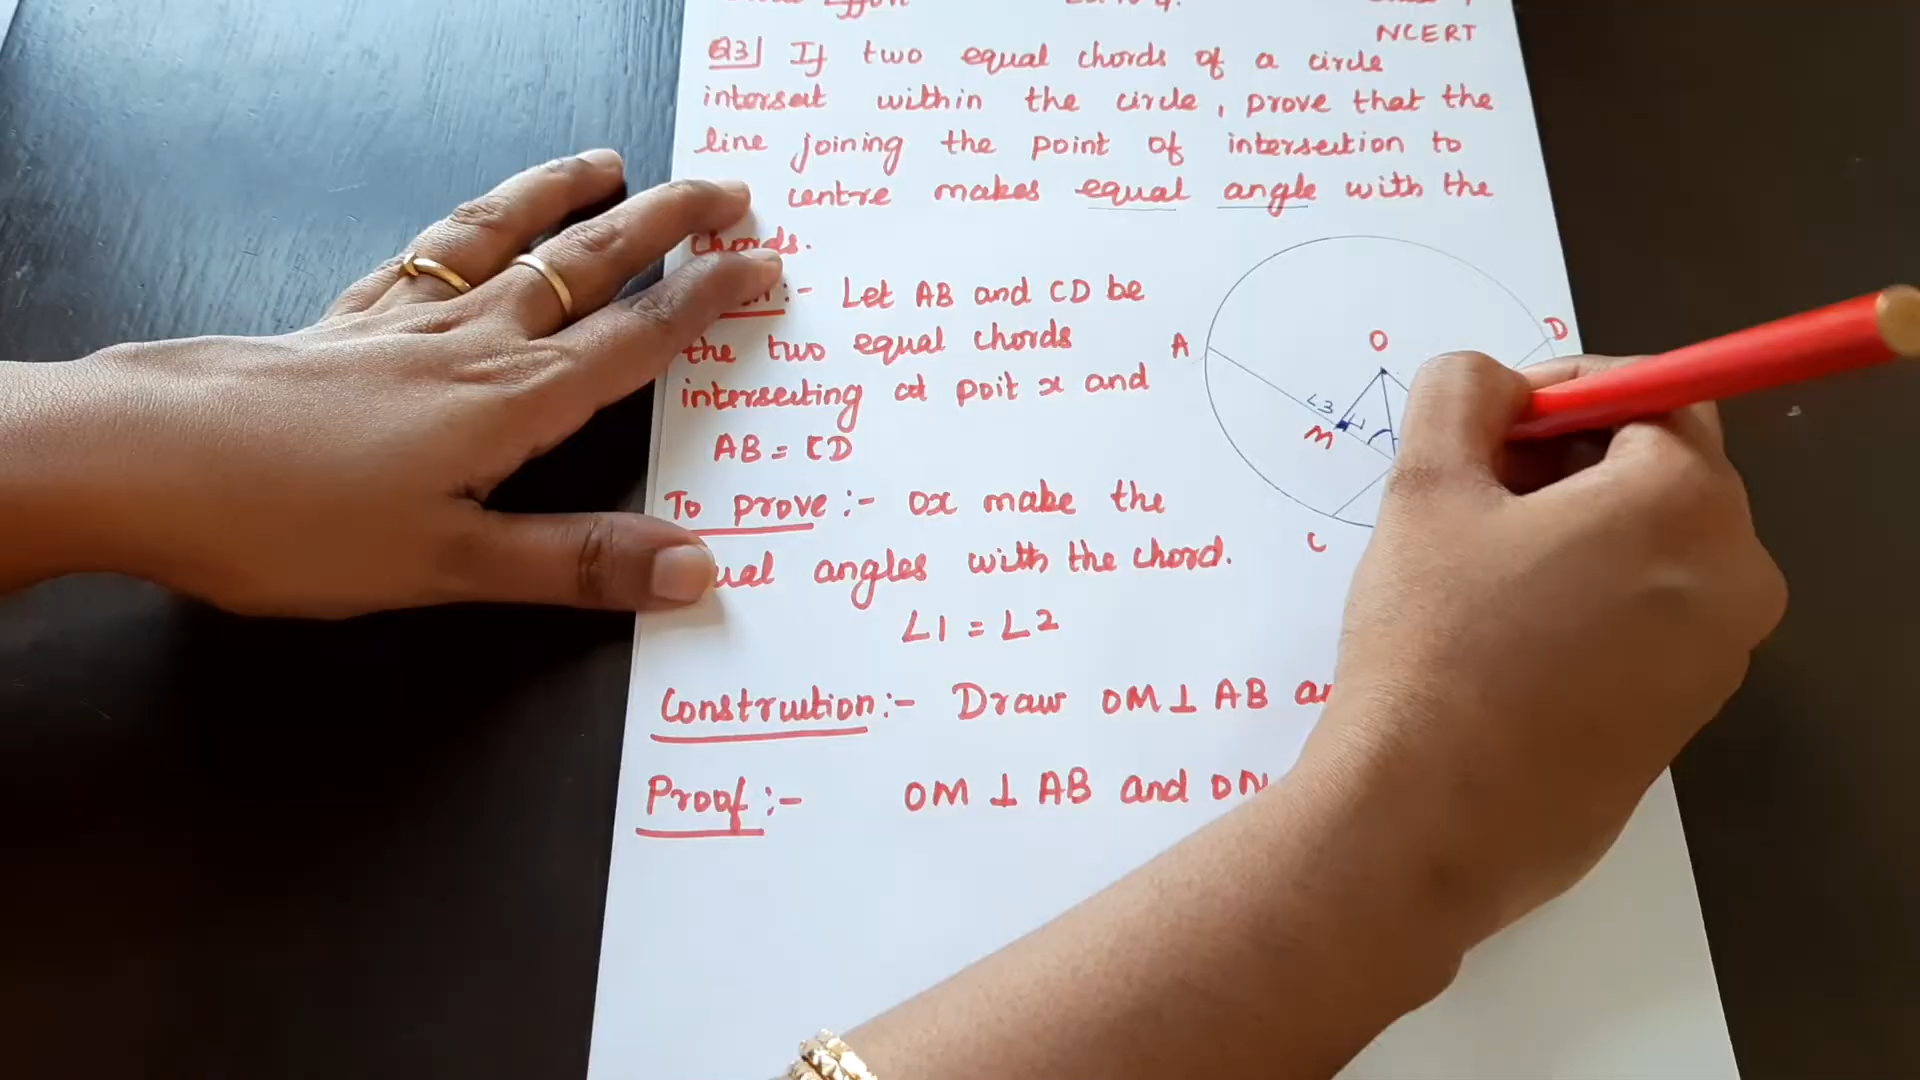 NCERT
Q3| If two equal chords of a circle
intersect within the circle, prove that the
line joining the point of intersection to
centre makes equal angle with the
chords.
:- Let AB and CD be
the two equal chords
intersecting at poit x and
AB = CD
To prove :- ox make the
ual angles with the chord.
∠1 = ∠2
Construction :- Draw OM ⊥ AB
Proof :- OM ⊥ AB and ON
A
O
D
∠3
M
C